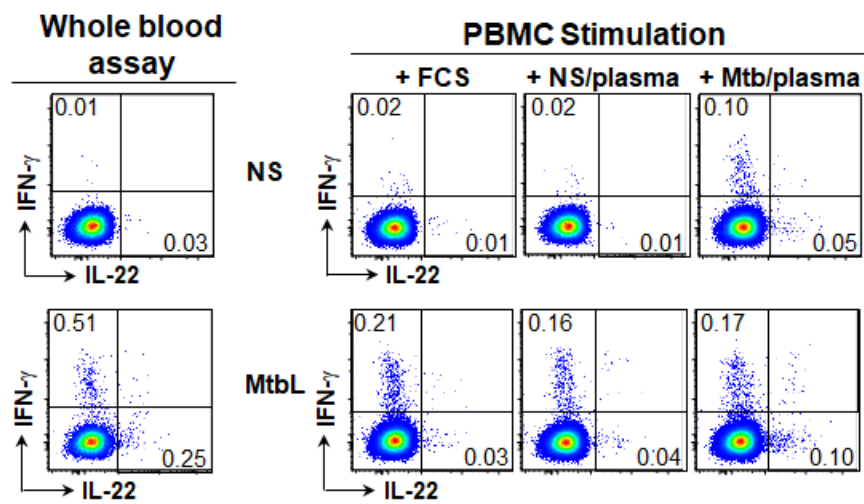 Whole blood
assay
PBMC Stimulation
+ FCS
+ NS/plasma
+ Mtb/plasma
0.01
0.03
IFN-γ
IL-22
NS
0.02
0.01
IFN-γ
IL-22
0.02
0.01
0.10
0.05
0.51
0.25
IFN-γ
IL-22
MtbL
0.21
0.03
IFN-γ
IL-22
0.16
0.04
0.17
0.10